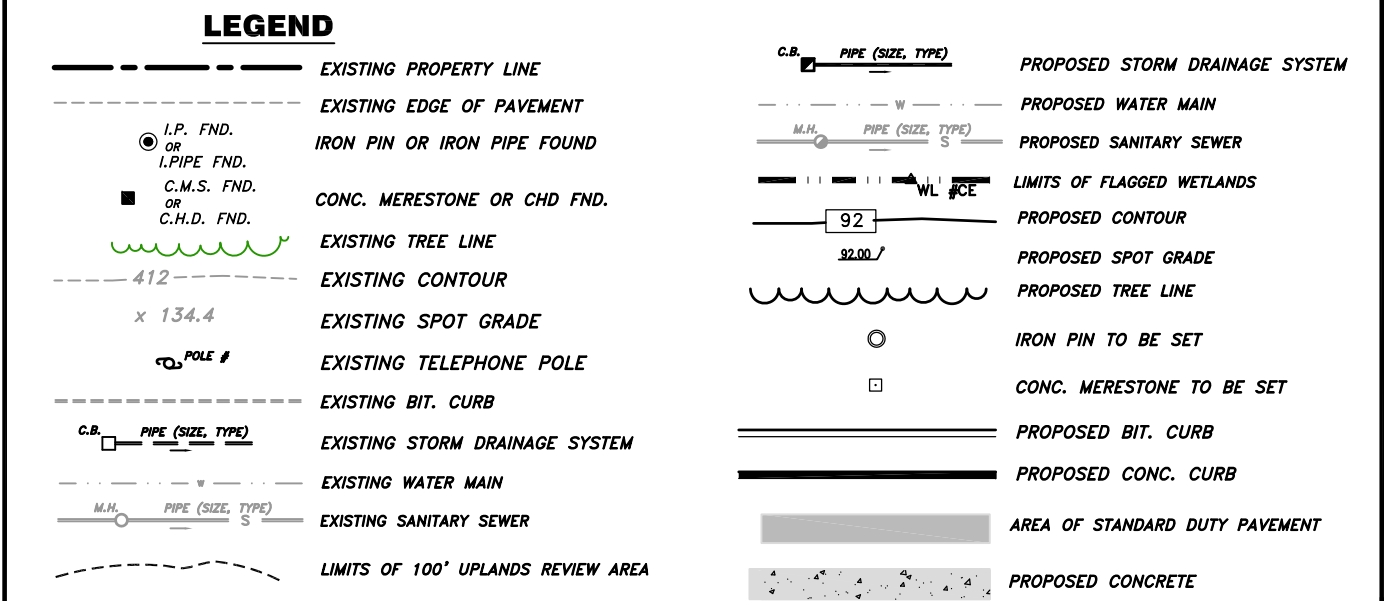 LEGEND
EXISTING PROPERTY LINE
EXISTING EDGE OF PAVEMENT
I.P. FND.
OR
I.PIPE FND.
IRON PIN OR IRON PIPE FOUND
C.M.S. FND.
OR
C.H.D. FND.
CONC. MERESTONE OR CHD FND.
EXISTING TREE LINE
412
EXISTING CONTOUR
x 134.4
EXISTING SPOT GRADE
POLE #
EXISTING TELEPHONE POLE
EXISTING BIT. CURB
C.B. PIPE (SIZE, TYPE)
EXISTING STORM DRAINAGE SYSTEM
W
EXISTING WATER MAIN
M.H. PIPE (SIZE, TYPE)
S
EXISTING SANITARY SEWER
LIMITS OF 100' UPLANDS REVIEW AREA
C.B. PIPE (SIZE, TYPE)
PROPOSED STORM DRAINAGE SYSTEM
W
PROPOSED WATER MAIN
M.H. PIPE (SIZE, TYPE)
S
PROPOSED SANITARY SEWER
WL #CE
LIMITS OF FLAGGED WETLANDS
92
PROPOSED CONTOUR
92.00
PROPOSED SPOT GRADE
PROPOSED TREE LINE
IRON PIN TO BE SET
CONC. MERESTONE TO BE SET
PROPOSED BIT. CURB
PROPOSED CONC. CURB
AREA OF STANDARD DUTY PAVEMENT
PROPOSED CONCRETE